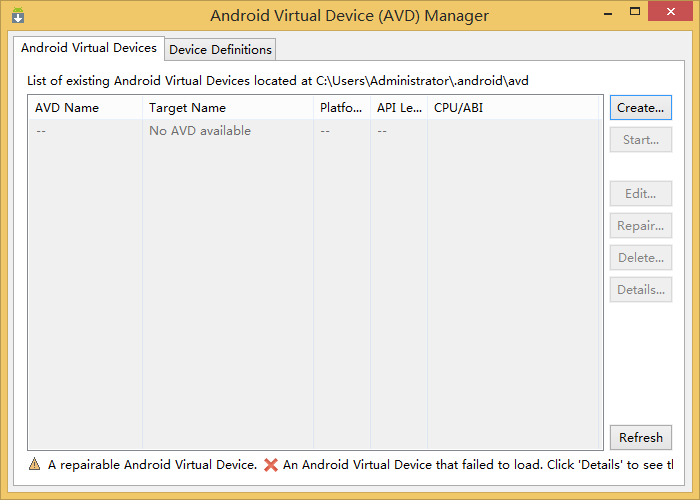 Android Virtual Device (AVD) Manager
Android Virtual Devices Device Definitions
List of existing Android Virtual Devices located at C:\Users\Administrator\.android\avd
AVD Name Target Name Platfo... API Le... CPU/ABI
-- No AVD available -- --
Create...
Start...
Edit...
Repair...
Delete...
Details...
Refresh
A repairable Android Virtual Device. An Android Virtual Device that failed to load. Click 'Details' to see